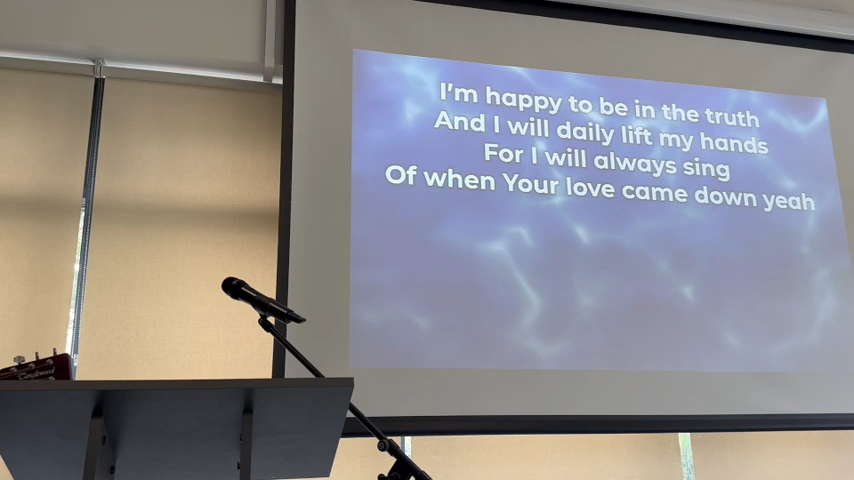 I'm happy to be in the truth
And I will daily lift my hands
For I will always sing
Of when Your love came down yeah
Tanglewood